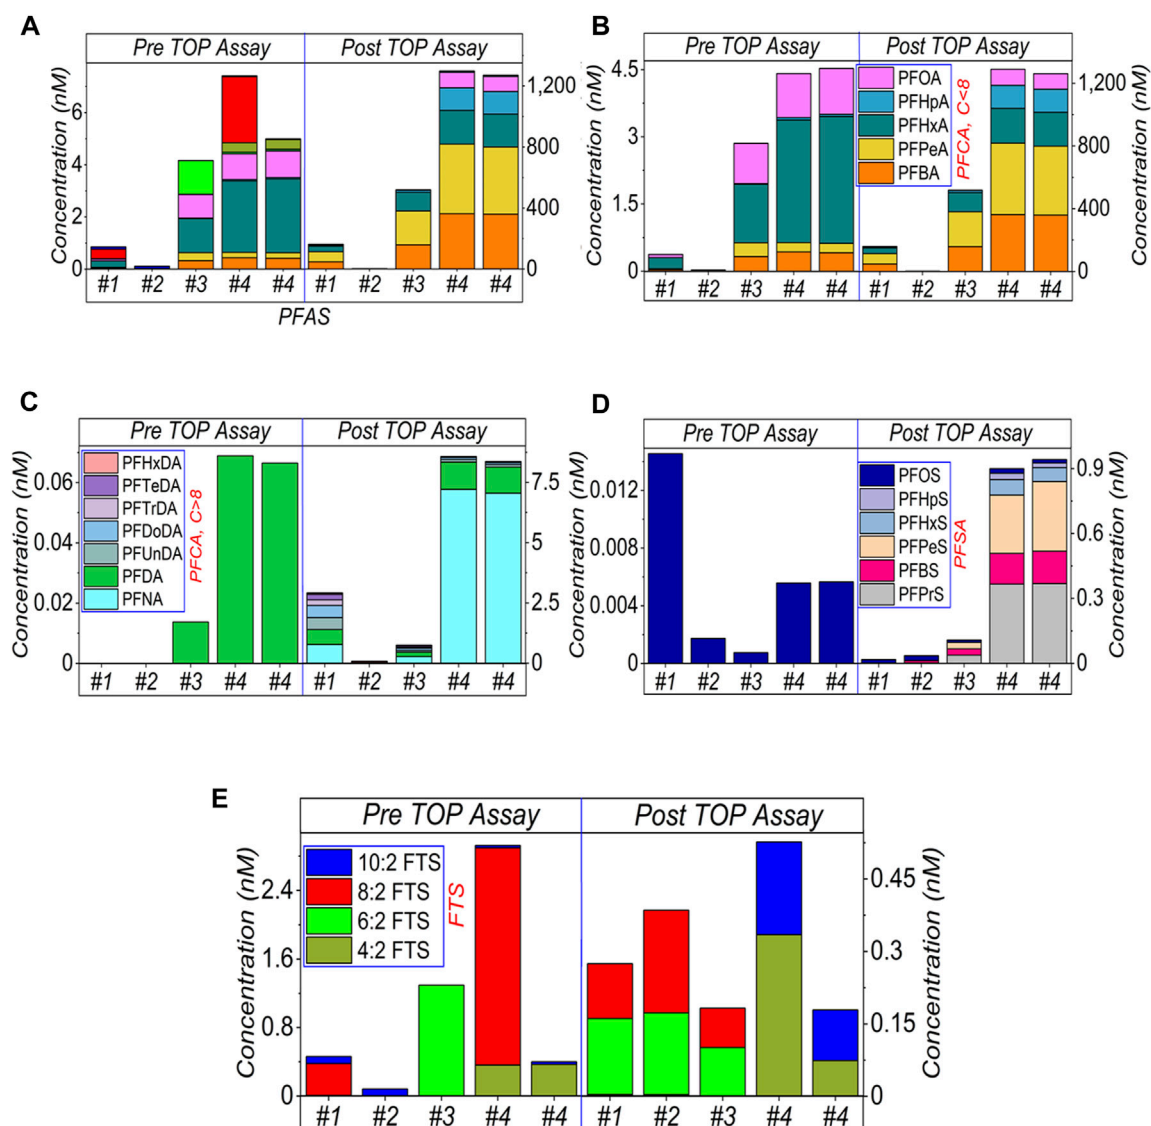 A
Pre TOP Assay Post TOP Assay
Concentration (nM)
6
4
2
0
1,200
800
400
0
Concentration (nM)
#1 #2 #3 #4 #4 #1 #2 #3 #4 #4
PFAS
B
Pre TOP Assay Post TOP Assay
Concentration (nM)
4.5
3
1.5
0
PFOA
PFHpA
PFHxA
PFPeA
PFBA
PFCA, C<8
1,200
800
400
0
Concentration (nM)
#1 #2 #3 #4 #4 #1 #2 #3 #4 #4
C
Pre TOP Assay Post TOP Assay
Concentration (nM)
0.06
0.04
0.02
0
PFHxDA
PFTeDA
PFTrDA
PFDoDA
PFUnDA
PFDA
PFNA
PFCA, C>8
7.5
5
2.5
0
Concentration (nM)
#1 #2 #3 #4 #4 #1 #2 #3 #4 #4
D
Pre TOP Assay Post TOP Assay
Concentration (nM)
0.012
0.008
0.004
0
PFOS
PFHpS
PFHxS
PFPeS
PFBS
PFPrS
PFSA
0.9
0.6
0.3
0
Concentration (nM)
#1 #2 #3 #4 #4 #1 #2 #3 #4 #4
E
Pre TOP Assay Post TOP Assay
Concentration (nM)
2.4
1.6
0.8
0
10:2 FTS
8:2 FTS
6:2 FTS
4:2 FTS
FTS
0.45
0.3
0.15
0
Concentration (nM)
#1 #2 #3 #4 #4 #1 #2 #3 #4 #4